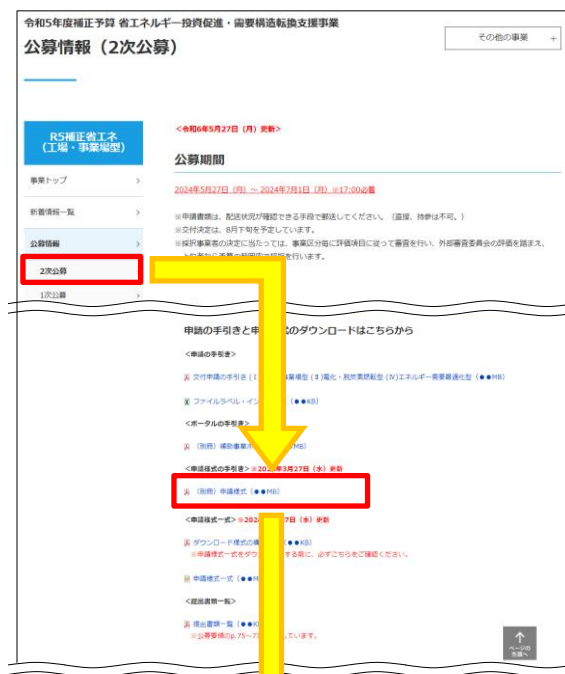 令和5年度補正予算 省エネルギー投資促進・需要構造転換支援事業
公募情報（2次公募）
その他の事業 +
R5補正省エネ
（工場・事業場型）
事業トップ >
新着情報一覧 >
公募情報
2次公募
1次公募
<令和6年5月27日（月）更新>
公募期間
2024年5月27日（月）～ 2024年7月1日（月）※17:00必着
※申請書類は、配送状況が確認できる手段で郵送してください。（直接、持参は不可。）
※交付決定は、8月下旬を予定しています。
※採択事業者の決定に当たっては、事業区分毎に評価項目に従って審査を行い、外部審査委員会の評価を踏まえ、
申請の手引きと申 式のダウンロードはこちらから
<申請の手引き>
交付申請の手引き（Ⅰ 事業場型（Ⅱ）電化・脱炭素燃転型（Ⅳ）エネルギー需要最適化型（●●MB）
ファイルラベル・イン （●●KB）
<ポータルの手引き>
（別冊）補助事業ポ MB）
<申請様式の手引き> ※202 年3月27日（水）更新
（別冊）申請様式（●●MB）
<申請様式一式> ※202 7日（水）更新
ダウンロード様式の構 （●●KB）
※申請様式一式をダウ する前に、必ずこちらをご確認ください。
申請様式一式（●●M
<提出書類一覧>
提出書類一覧（●●K
※公募要領のp.75～7 しています。
ページの
先頭へ